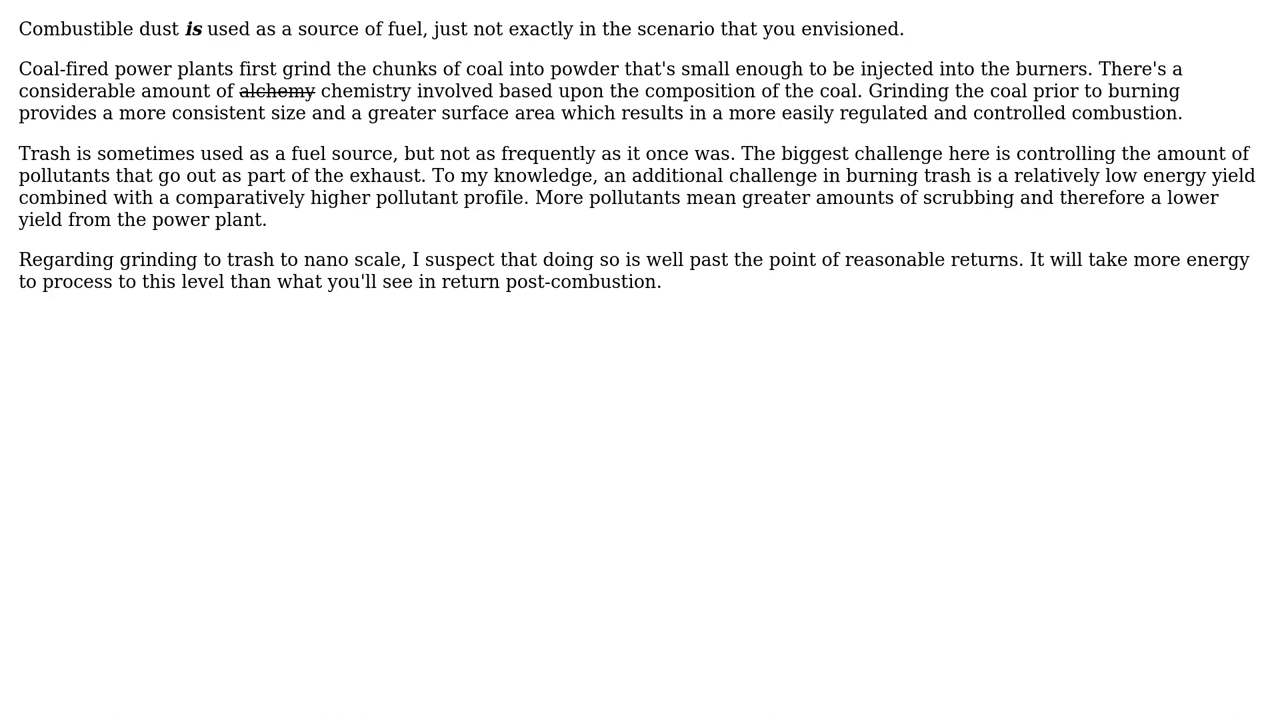 Combustible dust is used as a source of fuel, just not exactly in the scenario that you envisioned.
Coal-fired power plants first grind the chunks of coal into powder that's small enough to be injected into the burners. There's a
considerable amount of alchemy chemistry involved based upon the composition of the coal. Grinding the coal prior to burning
provides a more consistent size and a greater surface area which results in a more easily regulated and controlled combustion.
Trash is sometimes used as a fuel source, but not as frequently as it once was. The biggest challenge here is controlling the amount of
pollutants that go out as part of the exhaust. To my knowledge, an additional challenge in burning trash is a relatively low energy yield
combined with a comparatively higher pollutant profile. More pollutants mean greater amounts of scrubbing and therefore a lower
yield from the power plant.
Regarding grinding to trash to nano scale, I suspect that doing so is well past the point of reasonable returns. It will take more energy
to process to this level than what you'll see in return post-combustion.